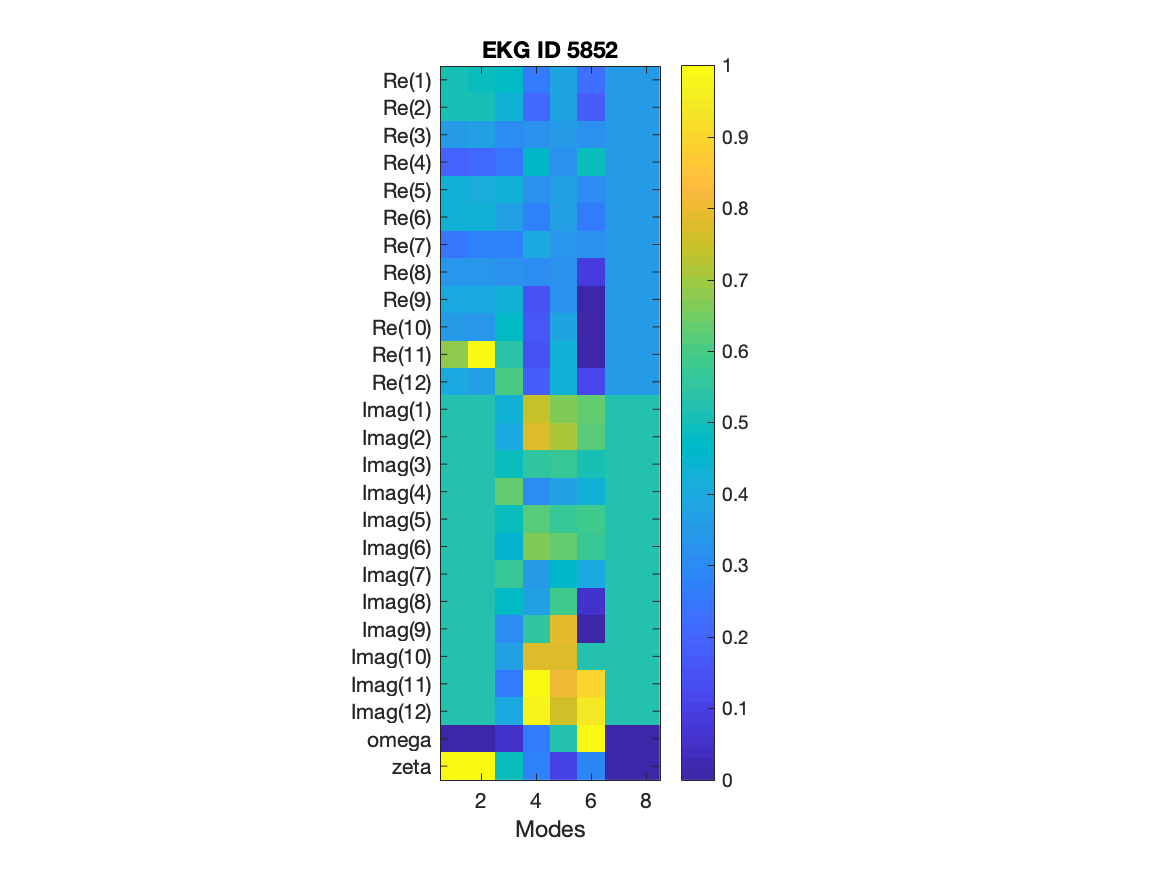 EKG ID 5852
Re(1)
Re(2)
Re(3)
Re(4)
Re(5)
Re(6)
Re(7)
Re(8)
Re(9)
Re(10)
Re(11)
Re(12)
Imag(1)
Imag(2)
Imag(3)
Imag(4)
Imag(5)
Imag(6)
Imag(7)
Imag(8)
Imag(9)
Imag(10)
Imag(11)
Imag(12)
omega
zeta
2 4 6 8
Modes
1
0.9
0.8
0.7
0.6
0.5
0.4
0.3
0.2
0.1
0